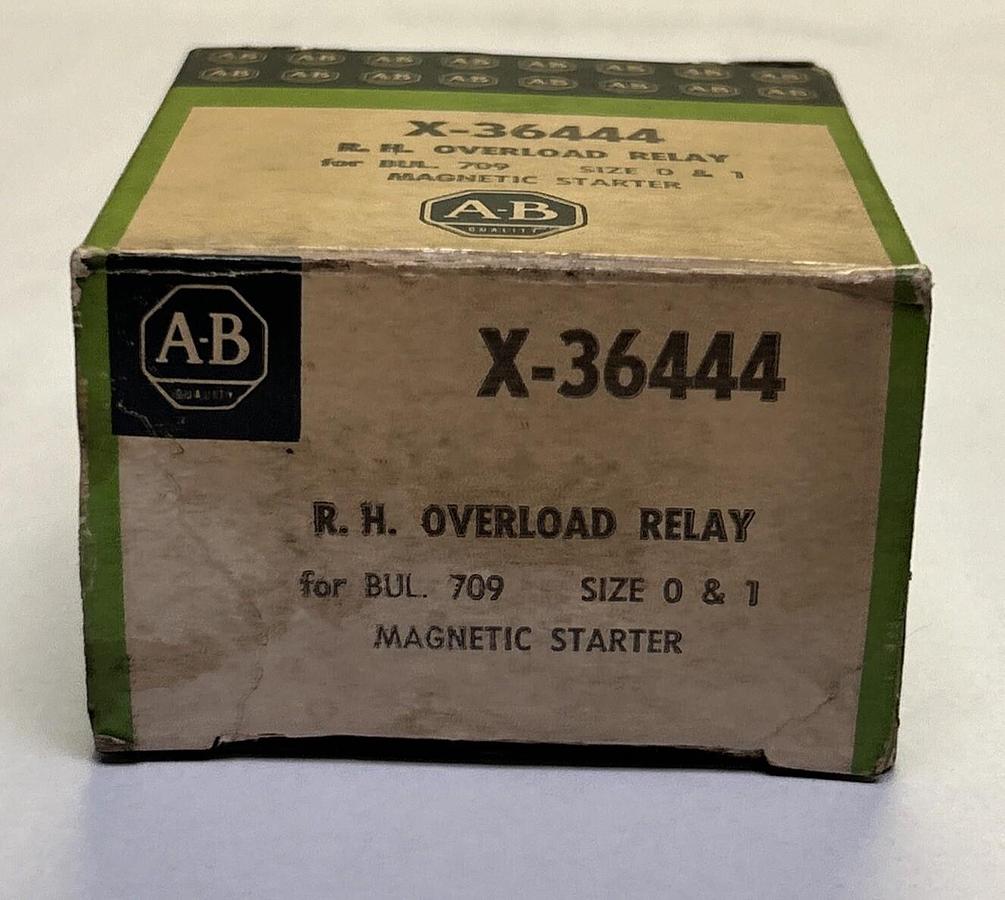 A-B A-B A-B A-B A-B A-B A-B A-B
A-B A-B A-B A-B A-B A-B A-B A-B
X-36444
R. H. OVERLOAD RELAY
for BUL. 709 SIZE 0 & 1
MAGNETIC STARTER
A-B
QUALITY
A-B
QUALITY
X-36444
R. H. OVERLOAD RELAY
for BUL. 709 SIZE 0 & 1
MAGNETIC STARTER